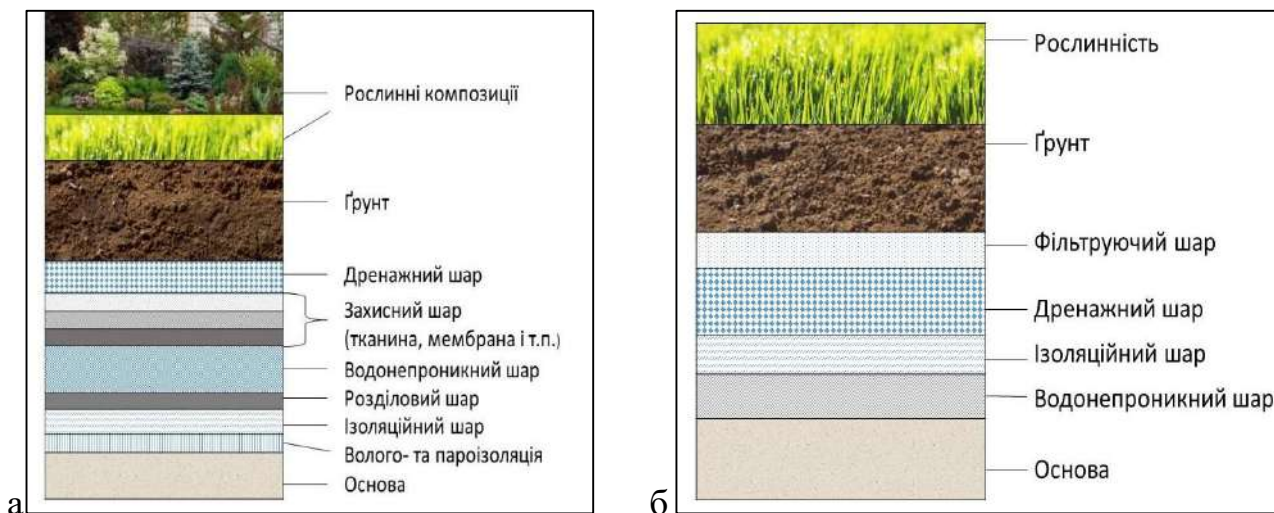 Рослинні композиції
Ґрунт
Дренажний шар
Захисний шар
(тканина, мембрана і т.п.)
Водонепроникний шар
Розділовий шар
Ізоляційний шар
Волого- та пароізоляція
Основа
а
Рослинність
Ґрунт
Фільтруючий шар
Дренажний шар
Ізоляційний шар
Водонепроникний шар
Основа
б